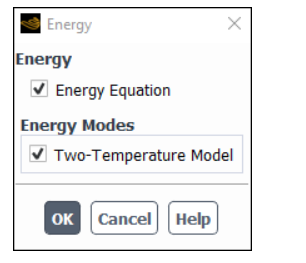 Energy
Energy
Energy Equation
Energy Modes
Two-Temperature Model
OK Cancel Help